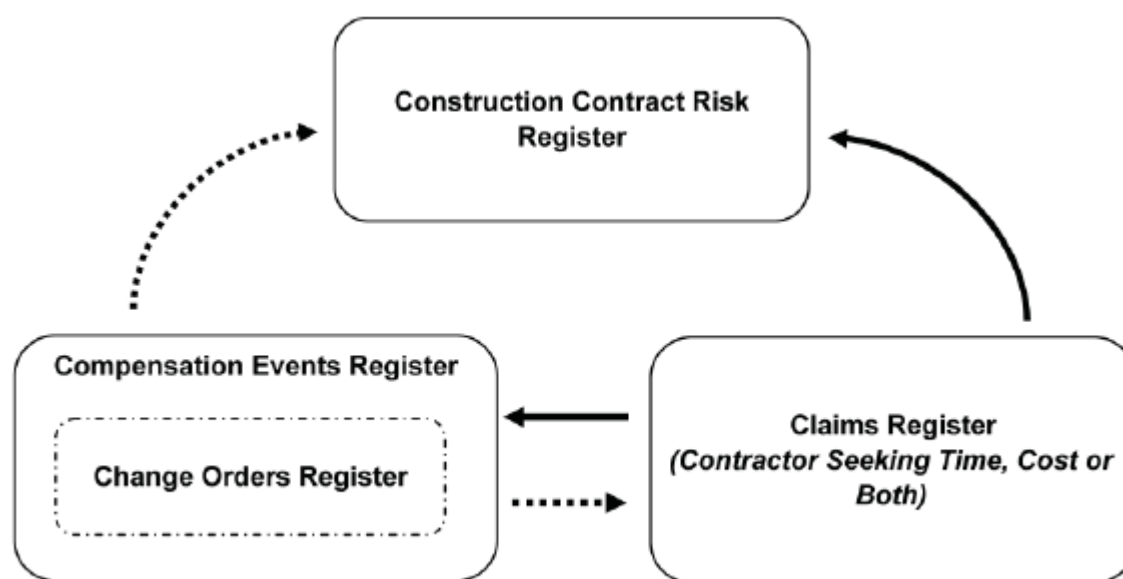 Construction Contract Risk
Register
Compensation Events Register
Change Orders Register
Claims Register
(Contractor Seeking Time, Cost or
Both)